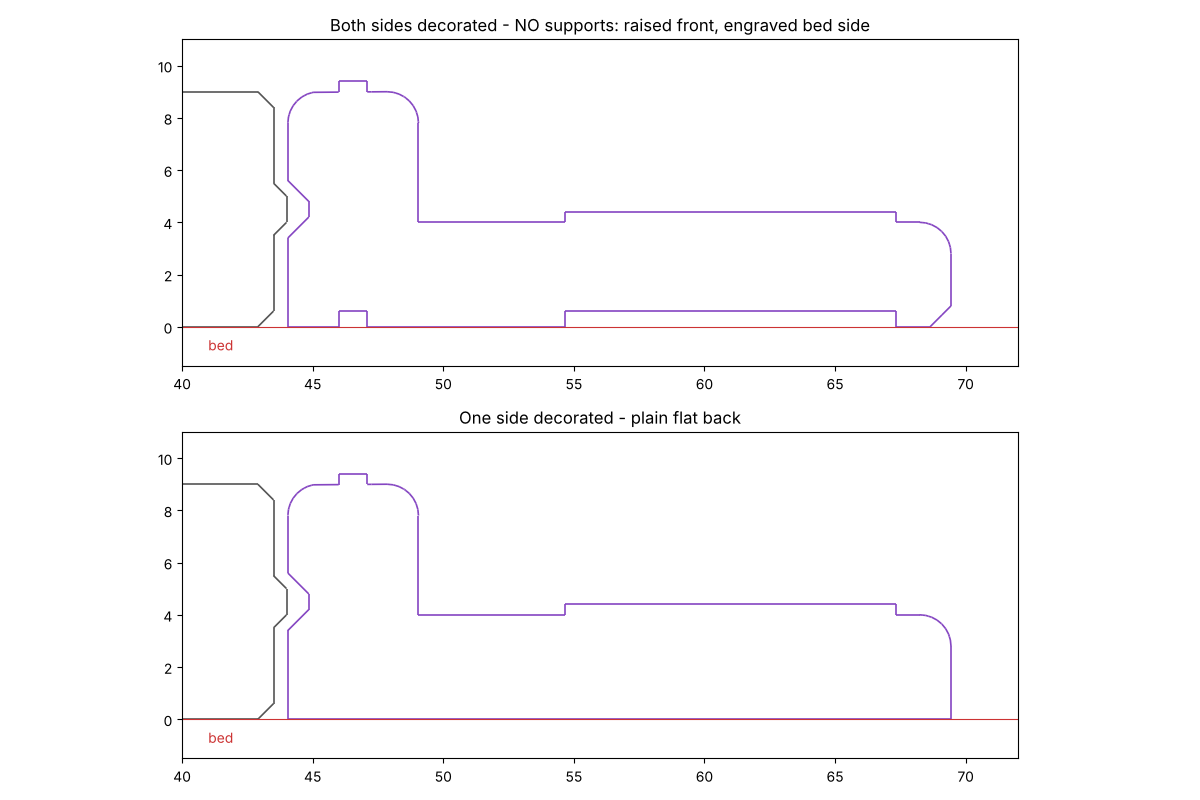 Both sides decorated - NO supports: raised front, engraved bed side
10
8
6
4
2
0
bed
40 45 50 55 60 65 70
One side decorated - plain flat back
10
8
6
4
2
0
bed
40 45 50 55 60 65 70